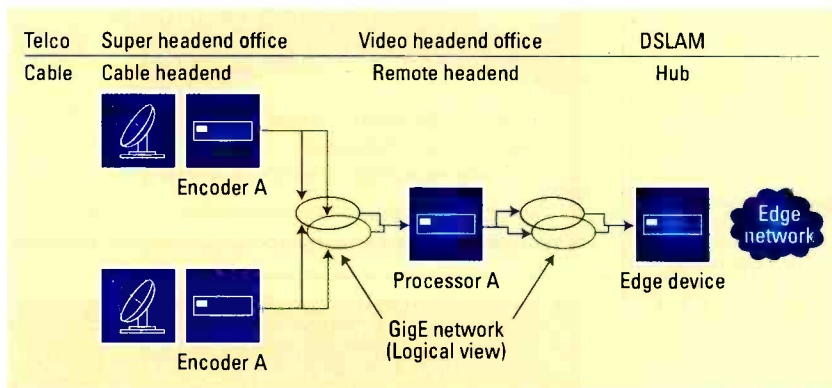 Telco Super headend office Video headend office DSLAM
Cable Cable headend Remote headend Hub
Encoder A
Processor A
Edge device
Edge
network
GigE network
(Logical view)
Encoder A